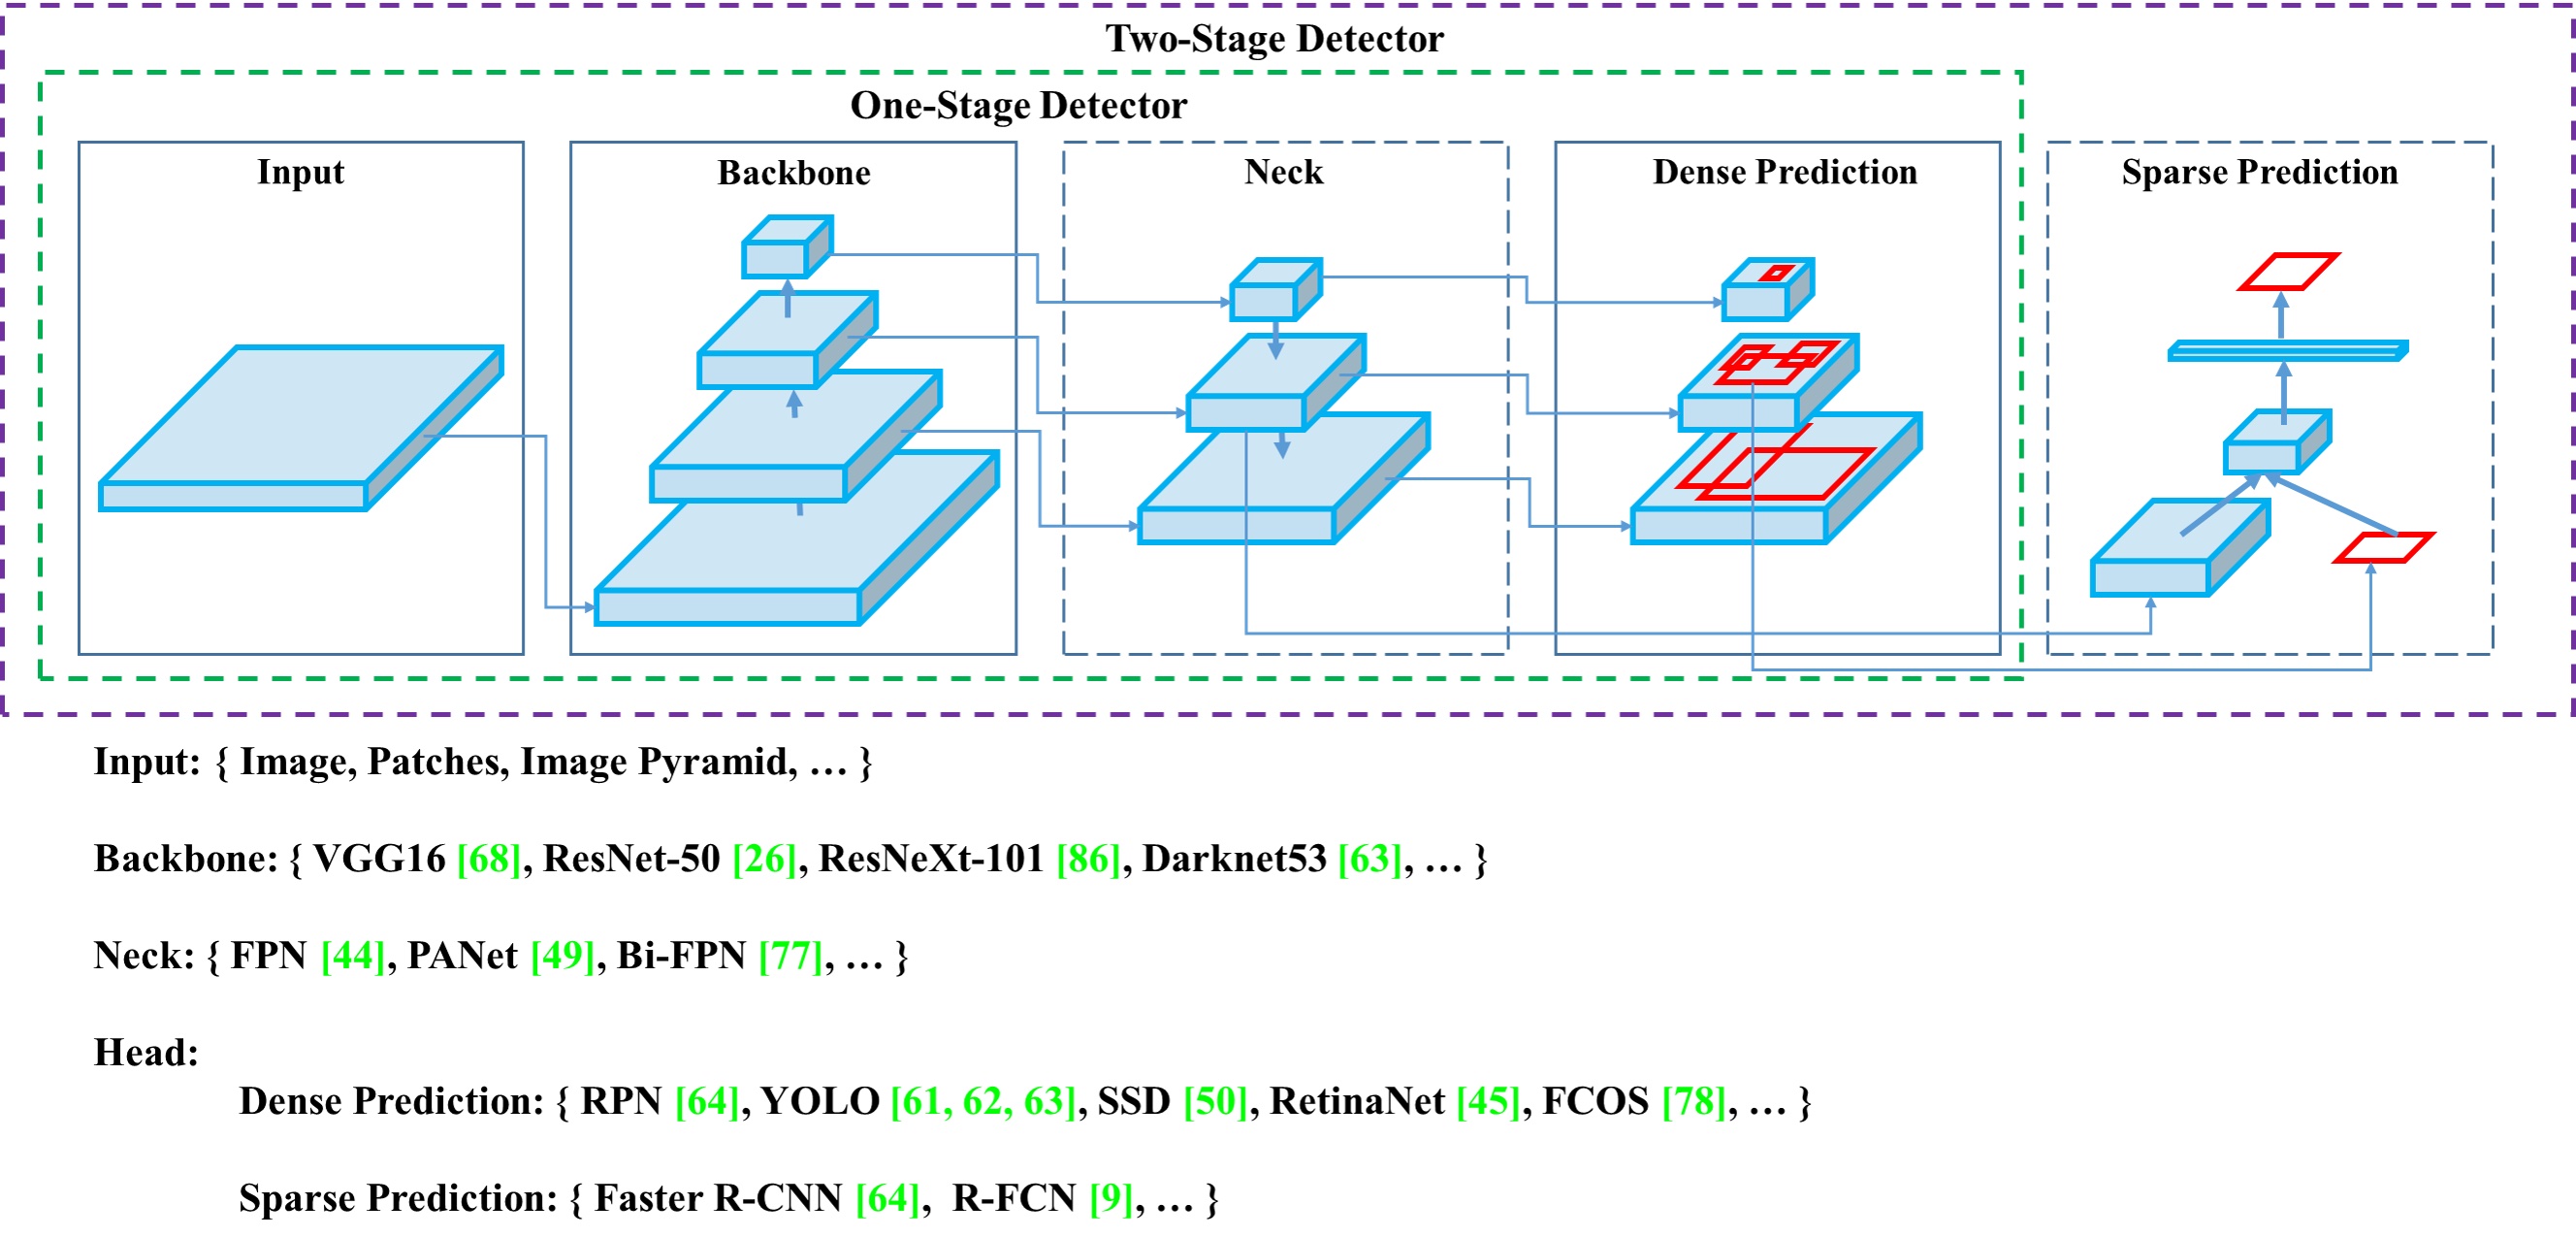 Two-Stage Detector
One-Stage Detector
Input
Backbone
Neck
Dense Prediction
Sparse Prediction
Input: { Image, Patches, Image Pyramid, … }
Backbone: { VGG16 [68], ResNet-50 [26], ResNeXt-101 [86], Darknet53 [63], … }
Neck: { FPN [44], PANet [49], Bi-FPN [77], … }
Head:
Dense Prediction: { RPN [64], YOLO [61, 62, 63], SSD [50], RetinaNet [45], FCOS [78], … }
Sparse Prediction: { Faster R-CNN [64], R-FCN [9], … }